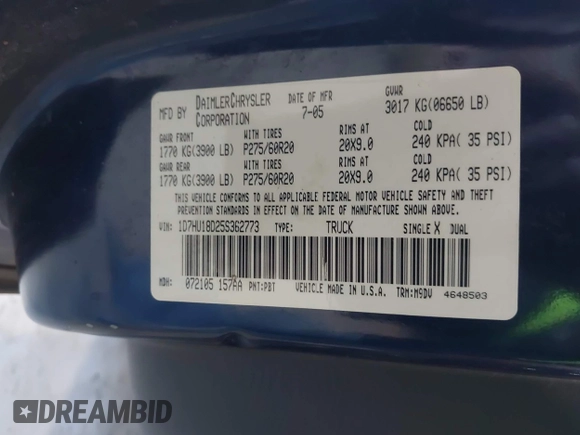 MFD BY DAIMLERCHRYSLER CORPORATION DATE OF MFR 7-05 GVWR 3017 KG(06650 LB)
GAWR FRONT WITH TIRES RIMS AT COLD
1770 KG(3900 LB) P275/60R20 20X9.0 240 KPA( 35 PSI)
GAWR REAR WITH TIRES RIMS AT COLD
1770 KG(3900 LB) P275/60R20 20X9.0 240 KPA( 35 PSI)
THIS VEHICLE CONFORMS TO ALL APPLICABLE FEDERAL MOTOR VEHICLE SAFETY AND THEFT
PREVENTION STANDARDS IN EFFECT ON THE DATE OF MANUFACTURE SHOWN ABOVE.
VIN: 1D7HU18D25S362773 TYPE: TRUCK SINGLE X DUAL
MDH: 072105 157AA PNT:PBT VEHICLE MADE IN U.S.A. TRM:M9DV 4648503
DREAMBID